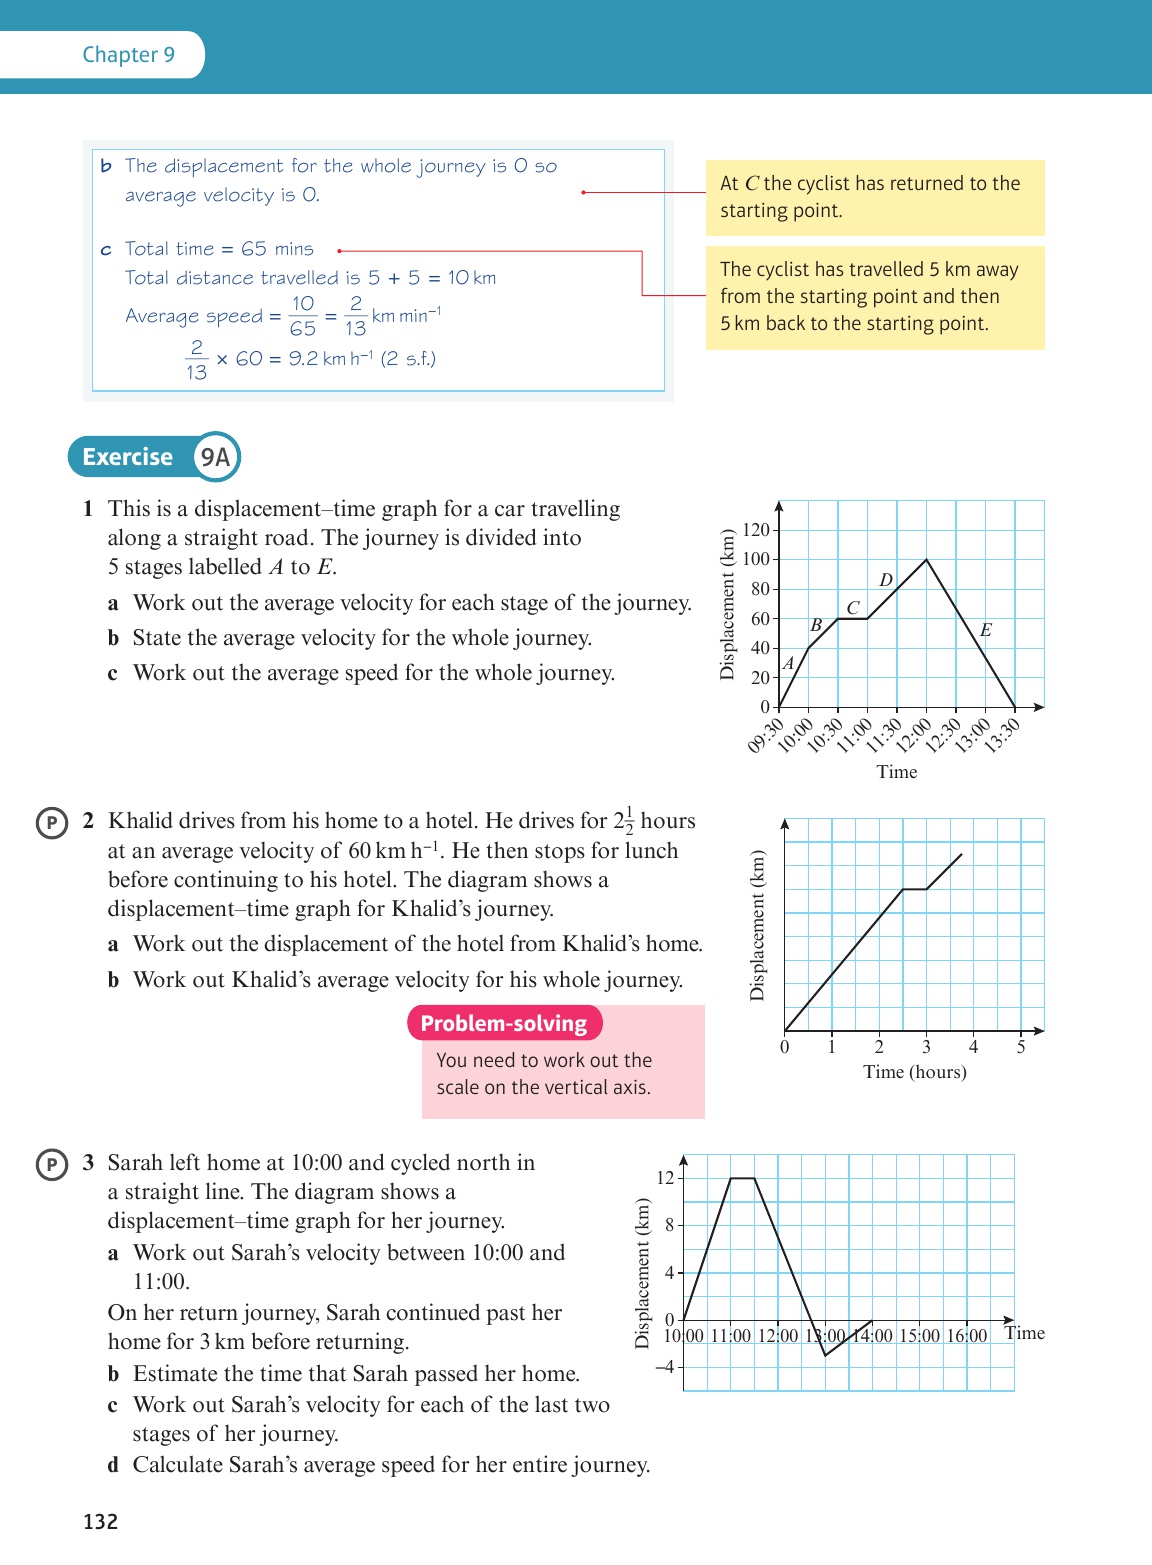 Chapter 9
b The displacement for the whole journey is 0 so
average velocity is 0.
At C the cyclist has returned to the
starting point.
c Total time = 65 mins
Total distance travelled is 5 + 5 = 10 km
Average speed = 10/65 = 2/13 km min⁻¹
2/13 × 60 = 9.2 km h⁻¹ (2 s.f.)
The cyclist has travelled 5 km away
from the starting point and then
5 km back to the starting point.
Exercise 9A
1 This is a displacement–time graph for a car travelling
along a straight road. The journey is divided into
5 stages labelled A to E.
a Work out the average velocity for each stage of the journey.
b State the average velocity for the whole journey.
c Work out the average speed for the whole journey.
Displacement (km)
120
100
80
60
40
20
0
A
B
C
D
E
09:30 10:00 10:30 11:00 11:30 12:00 12:30 13:00 13:30
Time
P 2 Khalid drives from his home to a hotel. He drives for 2½ hours
at an average velocity of 60 km h⁻¹. He then stops for lunch
before continuing to his hotel. The diagram shows a
displacement–time graph for Khalid's journey.
a Work out the displacement of the hotel from Khalid's home.
b Work out Khalid's average velocity for his whole journey.
Problem-solving
You need to work out the
scale on the vertical axis.
Displacement (km)
0 1 2 3 4 5
Time (hours)
P 3 Sarah left home at 10:00 and cycled north in
a straight line. The diagram shows a
displacement–time graph for her journey.
a Work out Sarah's velocity between 10:00 and
11:00.
On her return journey, Sarah continued past her
home for 3 km before returning.
b Estimate the time that Sarah passed her home.
c Work out Sarah's velocity for each of the last two
stages of her journey.
d Calculate Sarah's average speed for her entire journey.
Displacement (km)
12
8
4
0
–4
10:00 11:00 12:00 13:00 14:00 15:00 16:00 Time
132